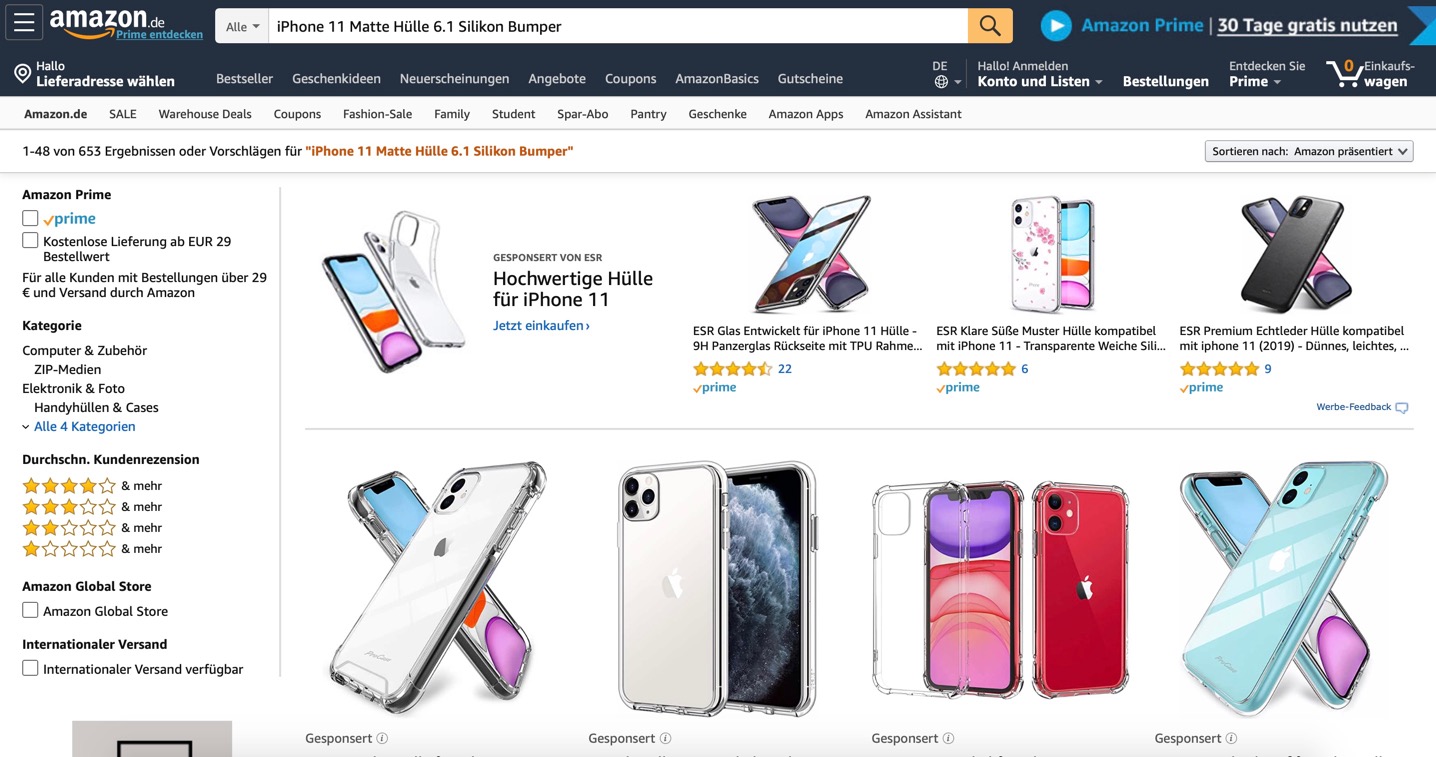 amazon.de
Prime entdecken
Alle
iPhone 11 Matte Hülle 6.1 Silikon Bumper
Amazon Prime | 30 Tage gratis nutzen
Hallo
Lieferadresse wählen
Bestseller Geschenkideen Neuerscheinungen Angebote Coupons AmazonBasics Gutscheine
DE
Hallo! Anmelden
Konto und Listen
Bestellungen
Entdecken Sie
Prime
0
Einkaufs-
wagen
Amazon.de SALE Warehouse Deals Coupons Fashion-Sale Family Student Spar-Abo Pantry Geschenke Amazon Apps Amazon Assistant
1-48 von 653 Ergebnissen oder Vorschlägen für "iPhone 11 Matte Hülle 6.1 Silikon Bumper"
Sortieren nach: Amazon präsentiert
Amazon Prime
prime
Kostenlose Lieferung ab EUR 29
Bestellwert
Für alle Kunden mit Bestellungen über 29
€ und Versand durch Amazon
Kategorie
Computer & Zubehör
ZIP-Medien
Elektronik & Foto
Handyhüllen & Cases
Alle 4 Kategorien
Durchschn. Kundenrezension
& mehr
& mehr
& mehr
& mehr
Amazon Global Store
Amazon Global Store
Internationaler Versand
Internationaler Versand verfügbar
GESPONSERT VON ESR
Hochwertige Hülle
für iPhone 11
Jetzt einkaufen ›
ESR Glas Entwickelt für iPhone 11 Hülle -
9H Panzerglas Rückseite mit TPU Rahme...
22
prime
ESR Klare Süße Muster Hülle kompatibel
mit iPhone 11 - Transparente Weiche Sili...
6
prime
ESR Premium Echtleder Hülle kompatibel
mit iphone 11 (2019) - Dünnes, leichtes, ...
9
prime
Werbe-Feedback
Gesponsert
Gesponsert
Gesponsert
Gesponsert